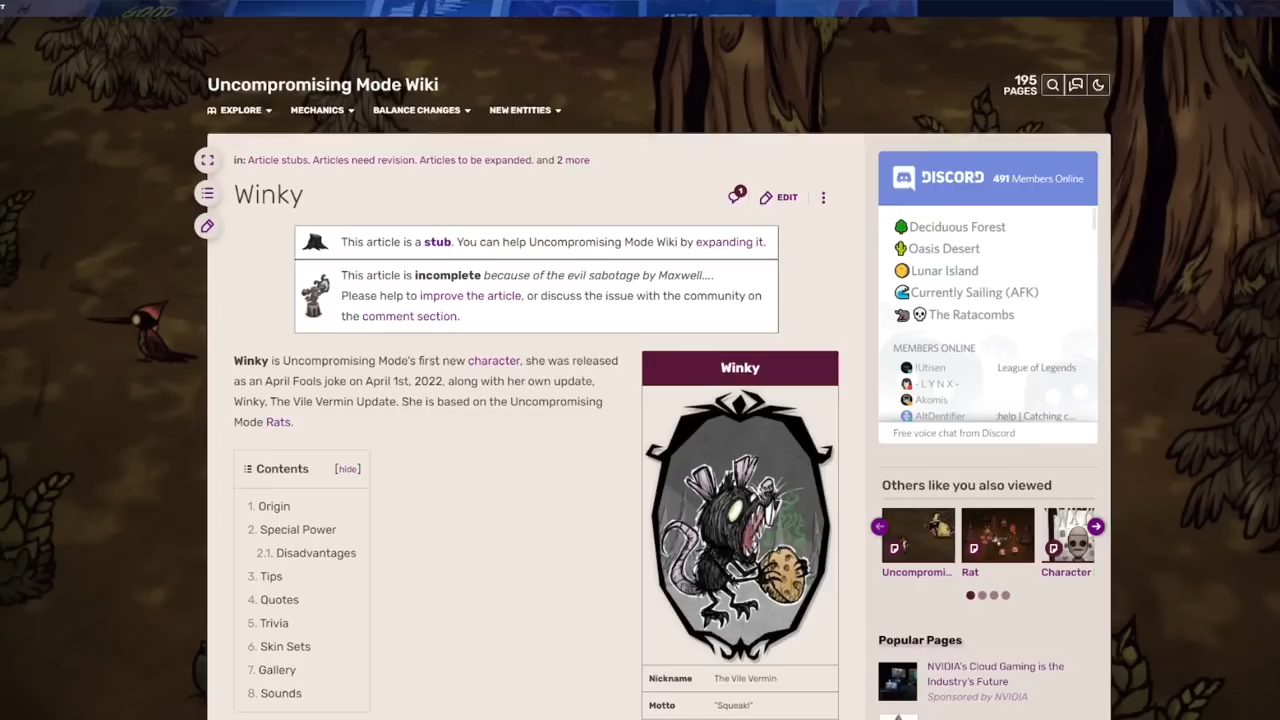 Uncompromising Mode Wiki
195
PAGES
EXPLORE
MECHANICS
BALANCE CHANGES
NEW ENTITIES
in: Article stubs, Articles need revision, Articles to be expanded, and 2 more
Winky
1
EDIT
This article is a stub. You can help Uncompromising Mode Wiki by expanding it.
This article is incomplete because of the evil sabotage by Maxwell....
Please help to improve the article, or discuss the issue with the community on
the comment section.
Winky is Uncompromising Mode's first new character, she was released
as an April Fools joke on April 1st, 2022, along with her own update,
Winky, The Vile Vermin Update. She is based on the Uncompromising
Mode Rats.
Contents [hide]
1. Origin
2. Special Power
2.1. Disadvantages
3. Tips
4. Quotes
5. Trivia
6. Skin Sets
7. Gallery
8. Sounds
Winky
Nickname The Vile Vermin
Motto "Squeak!"
DISCORD 491 Members Online
Deciduous Forest
Oasis Desert
Lunar Island
Currently Sailing (AFK)
The Ratacombs
MEMBERS ONLINE
!Utisen League of Legends
- L Y N X -
Akomis
AltDentifier ;help | Catching c...
Free voice chat from Discord
Others like you also viewed
Uncompromi...
Rat
Character
Popular Pages
NVIDIA's Cloud Gaming is the
Industry's Future
Sponsored by NVIDIA